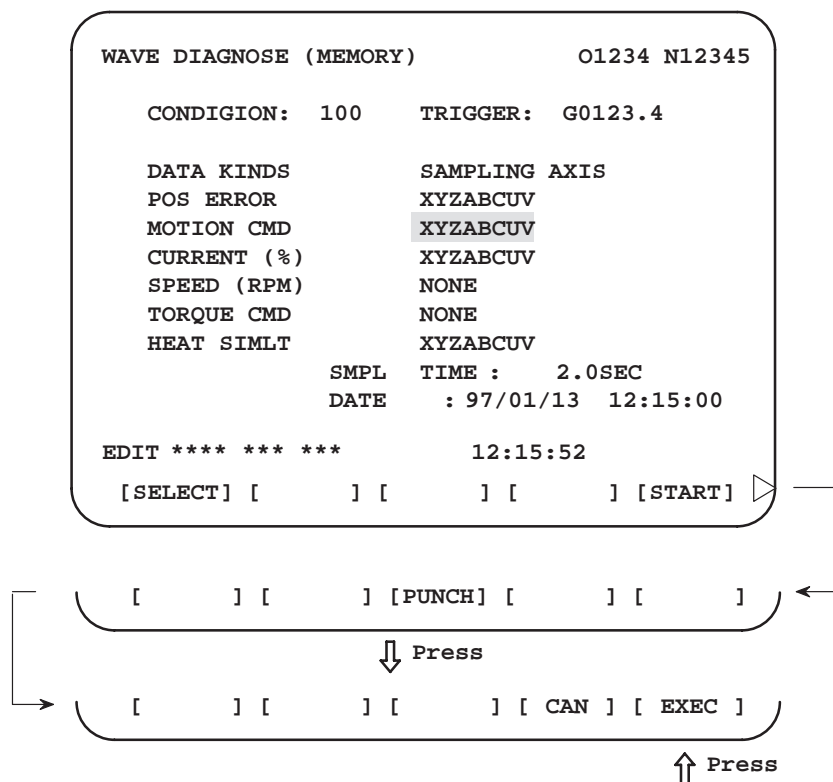 WAVE DIAGNOSE (MEMORY) O1234 N12345
CONDIGION: 100 TRIGGER: G0123.4
DATA KINDS SAMPLING AXIS
POS ERROR XYZABCUV
MOTION CMD XYZABCUV
CURRENT (%) XYZABCUV
SPEED (RPM) NONE
TORQUE CMD NONE
HEAT SIMLT XYZABCUV
SMPL TIME : 2.0SEC
DATE : 97/01/13 12:15:00
EDIT **** *** *** 12:15:52
[SELECT] [ ] [ ] [ ] [START]
[ ] [ ] [PUNCH] [ ] [ ]
Press
[ ] [ ] [ ] [ CAN ] [ EXEC ]
Press